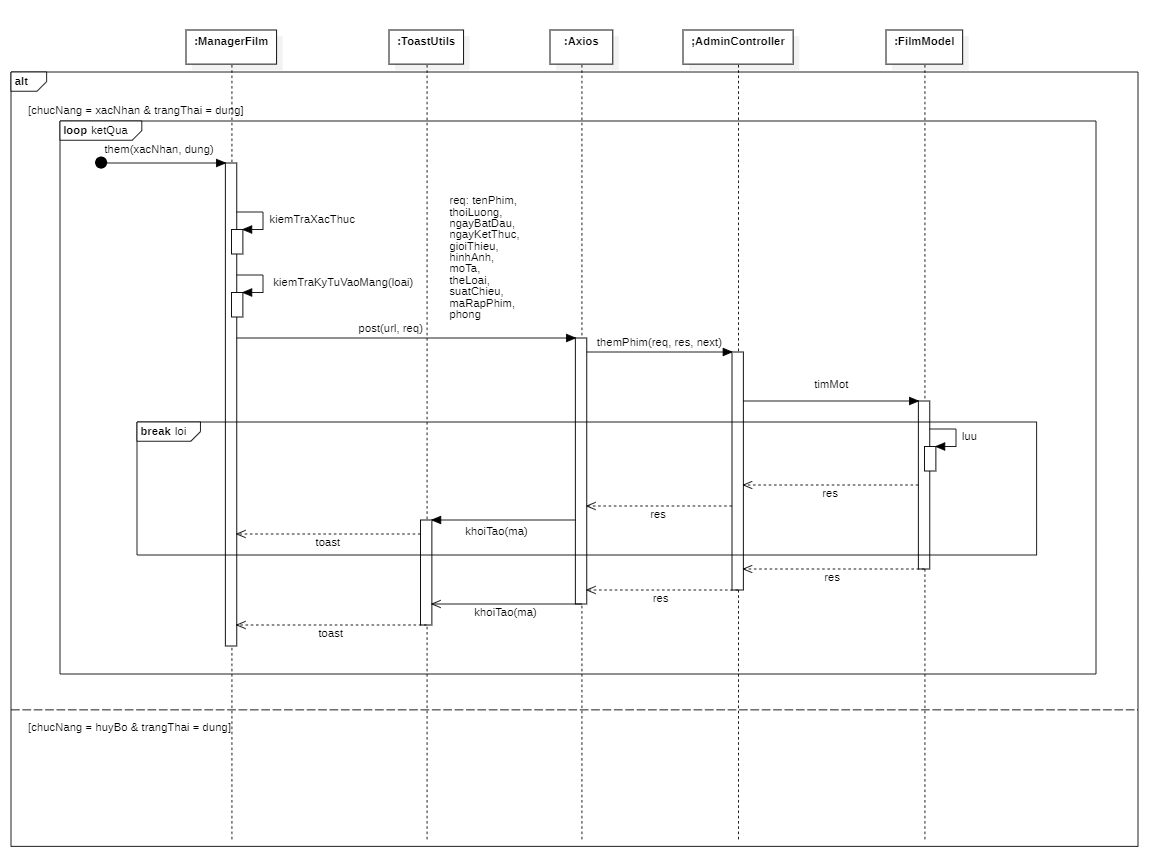 :ManagerFilm
:ToastUtils
:Axios
;AdminController
:FilmModel
alt
[chucNang = xacNhan & trangThai = dung]
loop ketQua
them(xacNhan, dung)
kiemTraXacThuc
req: tenPhim,
thoiLuong,
ngayBatDau,
ngayKetThuc,
gioiThieu,
hinhAnh,
moTa,
theLoai,
suatChieu,
maRapPhim,
phong
kiemTraKyTuVaoMang(loai)
post(url, req)
themPhim(req, res, next)
timMot
break loi
luu
res
res
khoiTao(ma)
toast
res
res
khoiTao(ma)
toast
[chucNang = huyBo & trangThai = dung]